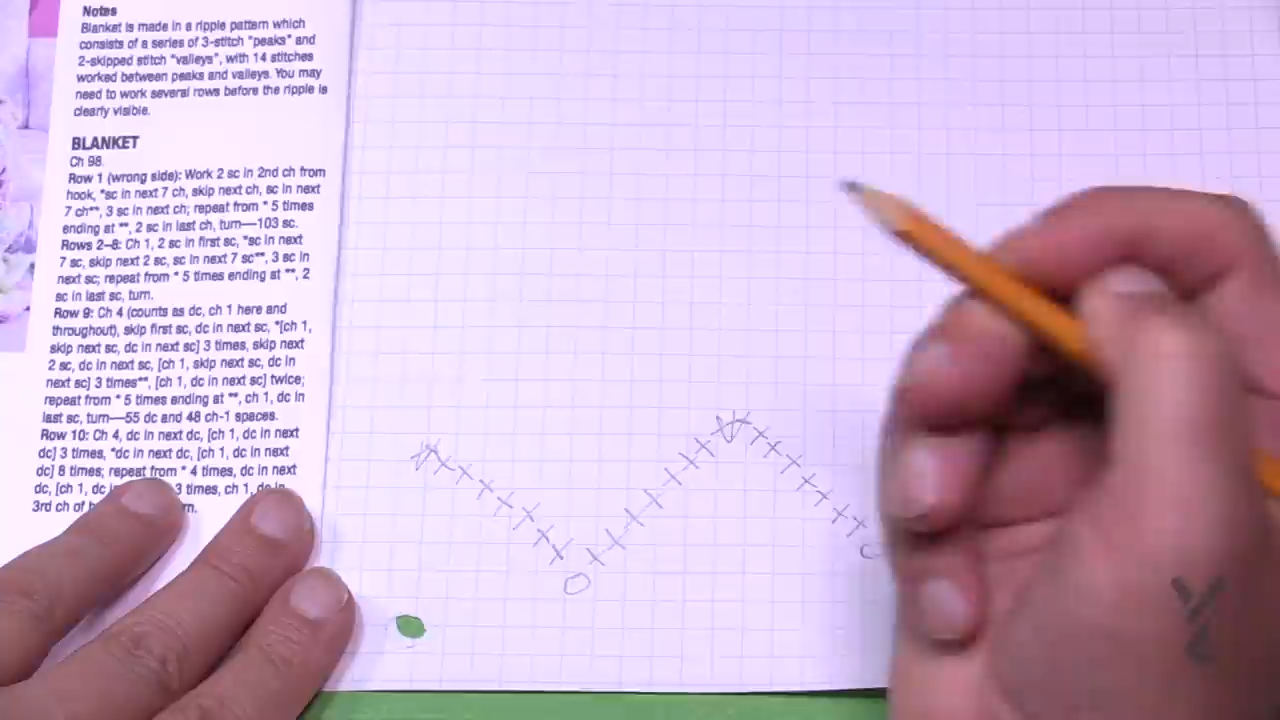 Notes
Blanket is made in a ripple pattern which
consists of a series of 3-stitch "peaks" and
2-skipped stitch "valleys", with 14 stitches
worked between peaks and valleys. You may
need to work several rows before the ripple is
clearly visible.
BLANKET
Ch 98.
Row 1 (wrong side): Work 2 sc in 2nd ch from
hook, *sc in next 7 ch, skip next ch, sc in next
7 ch**, 3 sc in next ch; repeat from * 5 times
ending at **, 2 sc in last ch, turn—103 sc.
Rows 2–8: Ch 1, 2 sc in first sc, *sc in next
7 sc, skip next 2 sc, sc in next 7 sc**, 3 sc in
next sc; repeat from * 5 times ending at **, 2
sc in last sc, turn.
Row 9: Ch 4 (counts as dc, ch 1 here and
throughout), skip first sc, dc in next sc, *[ch 1,
skip next sc, dc in next sc] 3 times, skip next
2 sc, dc in next sc, [ch 1, skip next sc, dc in
next sc] 3 times**, [ch 1, dc in next sc] twice;
repeat from * 5 times ending at **, ch 1, dc in
last sc, turn—55 dc and 48 ch-1 spaces.
Row 10: Ch 4, dc in next dc, [ch 1, dc in next
dc] 3 times, *dc in next dc, [ch 1, dc in next
dc] 8 times; repeat from * 4 times, dc in next
dc, [ch 1, dc 3 times, ch 1, dc in
3rd ch of